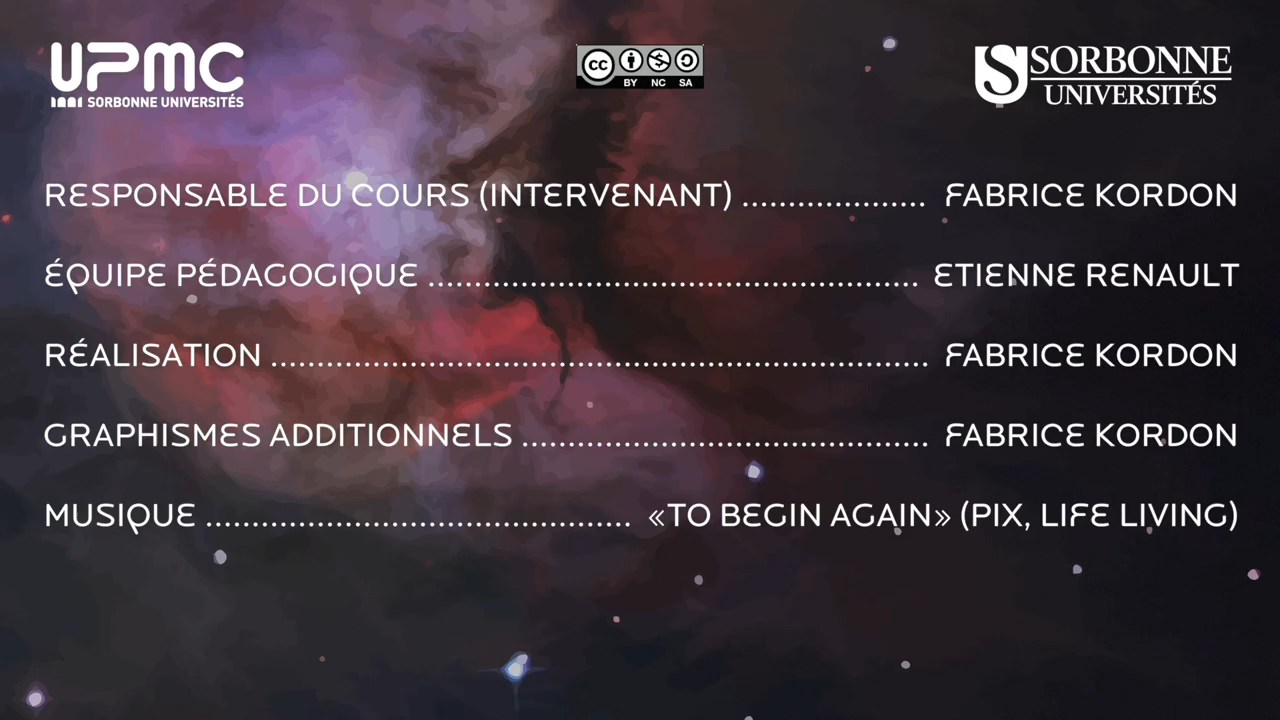 UPMC
SORBONNE UNIVERSITÉS
cc BY NC SA
S SORBONNE
UNIVERSITÉS
RESPONSABLE DU COURS (INTERVENANT) .................... FABRICE KORDON
ÉQUIPE PÉDAGOGIQUE .................................................... ETIENNE RENAULT
RÉALISATION ...................................................................... FABRICE KORDON
GRAPHISMES ADDITIONNELS ........................................... FABRICE KORDON
MUSIQUE ............................................. «TO BEGIN AGAIN» (PIX, LIFE LIVING)